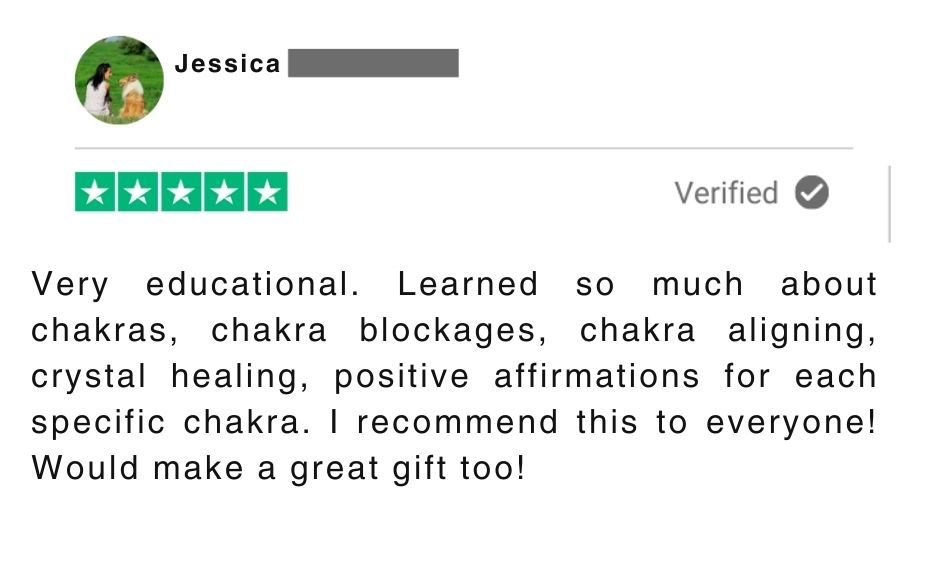 Jessica
Verified
Very educational. Learned so much about
chakras, chakra blockages, chakra aligning,
crystal healing, positive affirmations for each
specific chakra. I recommend this to everyone!
Would make a great gift too!